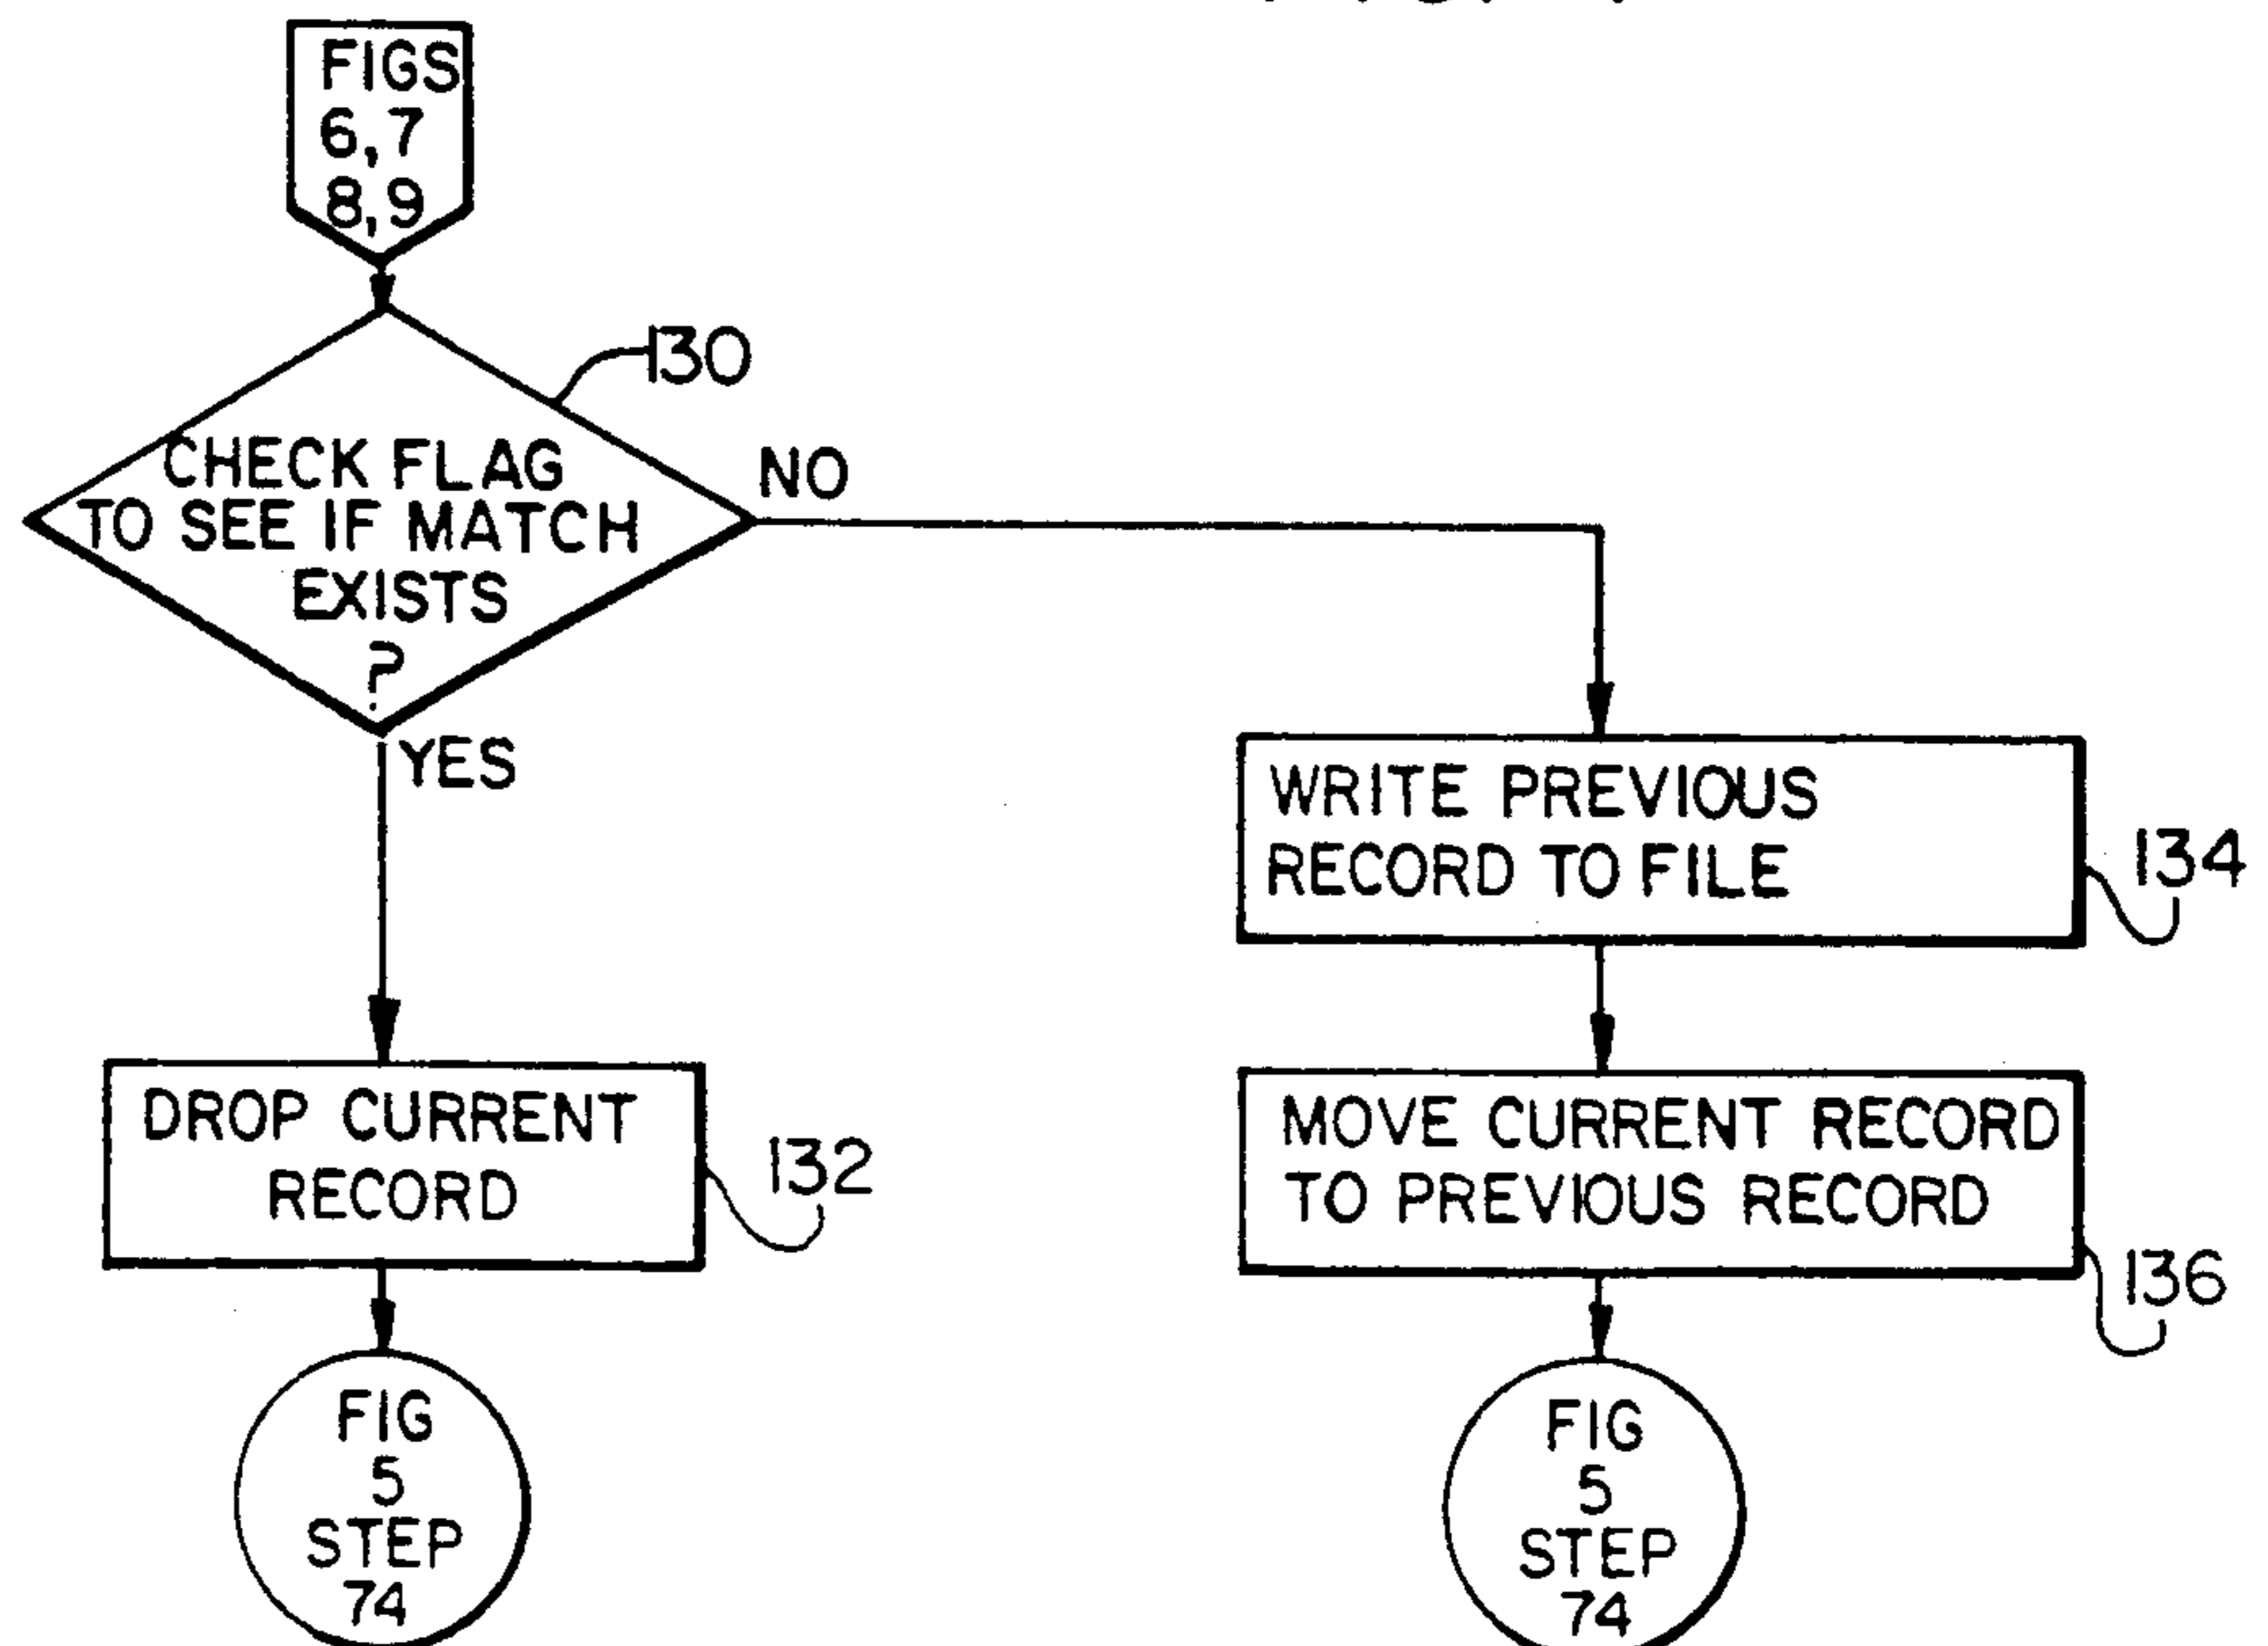 FIGS
6,7
8,9
130
CHECK FLAG
TO SEE IF MATCH
EXISTS
?
NO
YES
WRITE PREVIOUS
RECORD TO FILE
134
DROP CURRENT
RECORD
132
MOVE CURRENT RECORD
TO PREVIOUS RECORD
136
FIG
5
STEP
74
FIG
5
STEP
74